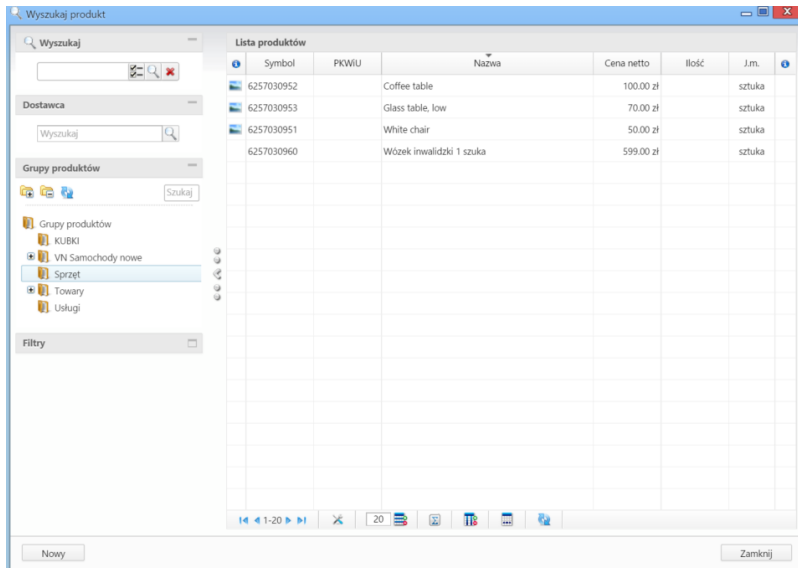 Wyszukaj produkt
Wyszukaj
Dostawca
Wyszukaj
Grupy produktów
Szukaj
Grupy produktów
KUBKI
VN Samochody nowe
Sprzęt
Towary
Usługi
Filtry
Lista produktów
Symbol PKWiU Nazwa Cena netto Ilość J.m.
6257030952 Coffee table 100.00 zł sztuka
6257030953 Glass table, low 70.00 zł sztuka
6257030951 White chair 50.00 zł sztuka
6257030960 Wózek inwalidzki 1 szuka 599.00 zł sztuka
1-20 20
Nowy Zamknij